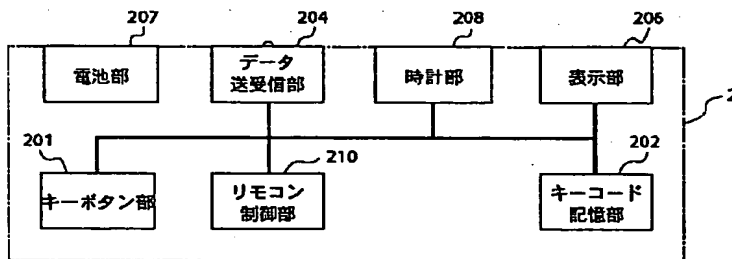 207
204
208
206
電池部
データ
送受信部
時計部
表示部
2
201
210
202
キーボタン部
リモコン
制御部
キーコード
記憶部